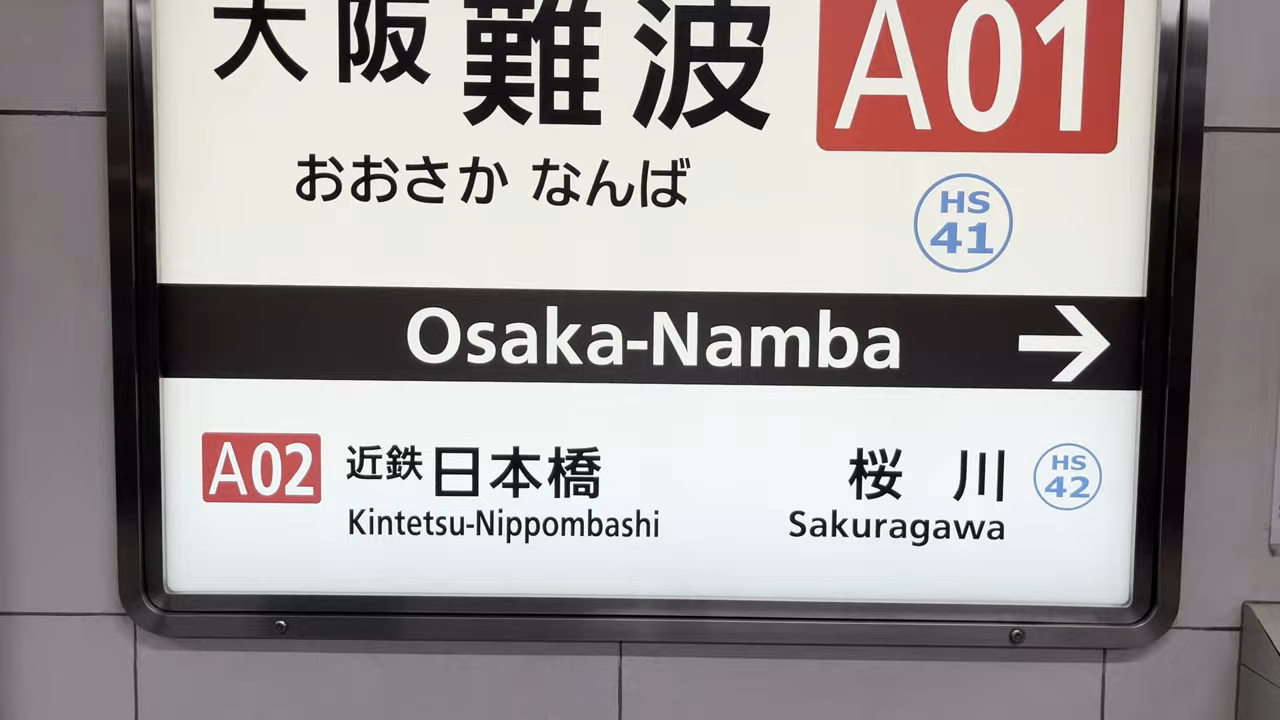 大阪難波 A01
おおさか なんば
HS
41
Osaka-Namba →
A02 近鉄日本橋
Kintetsu-Nippombashi
桜 川
Sakuragawa
HS
42